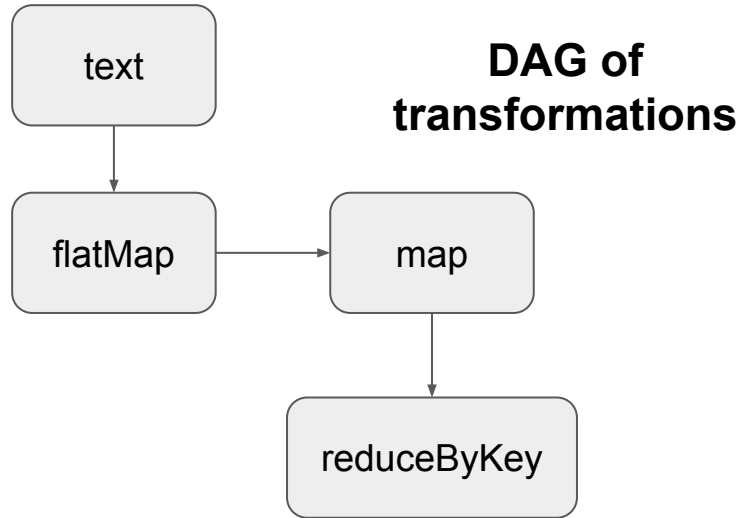 text
DAG of
transformations
flatMap
map
reduceByKey